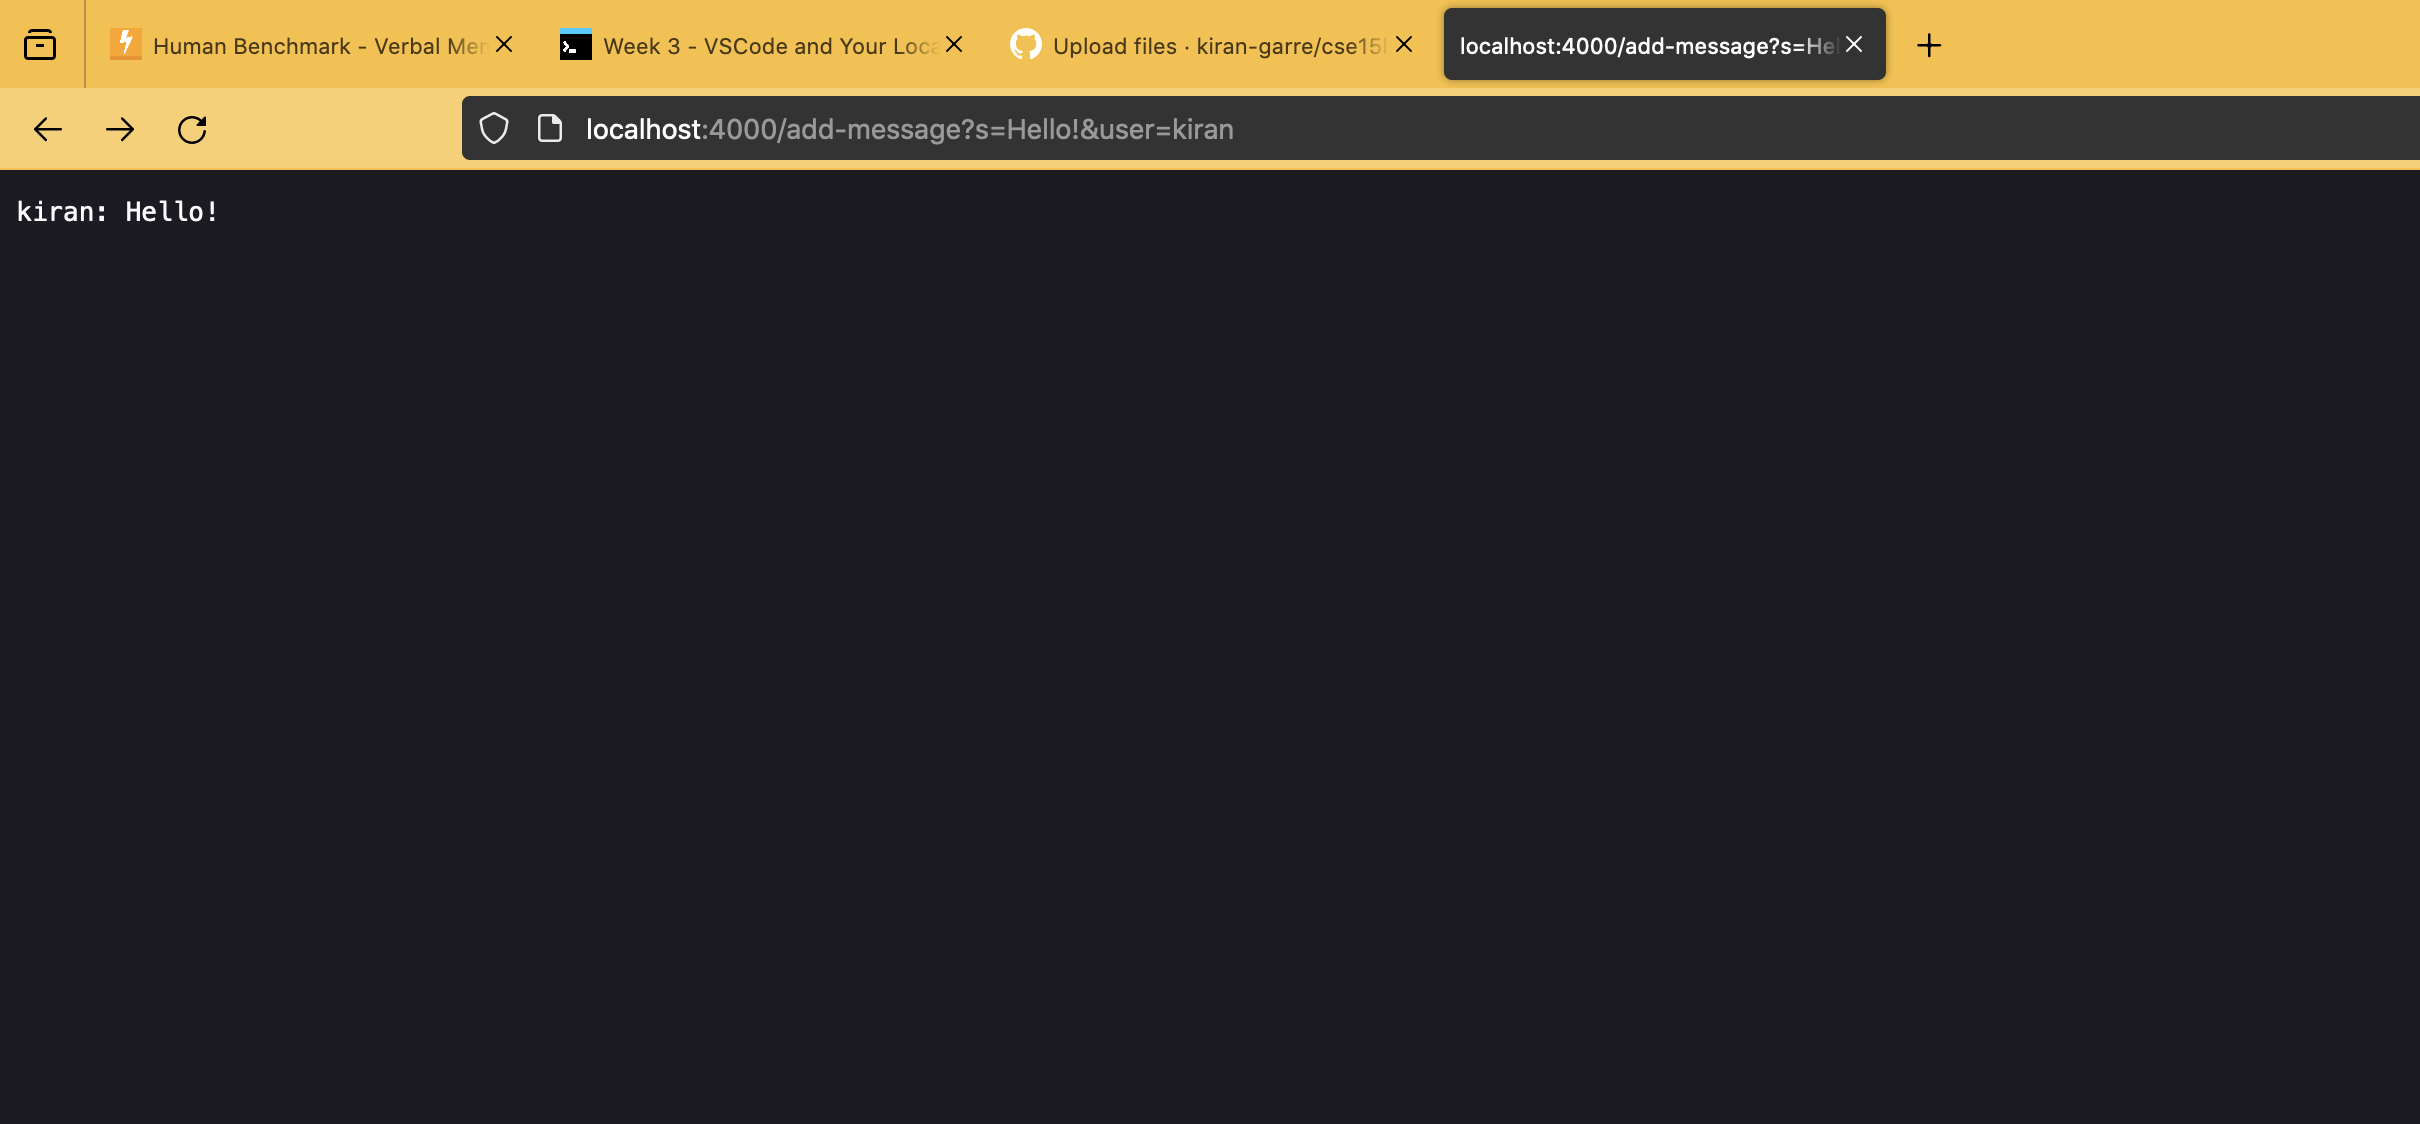 Human Benchmark - Verbal Mem
Week 3 - VSCode and Your Loca
Upload files · kiran-garre/cse15l
localhost:4000/add-message?s=Hel
localhost:4000/add-message?s=Hello!&user=kiran
kiran: Hello!